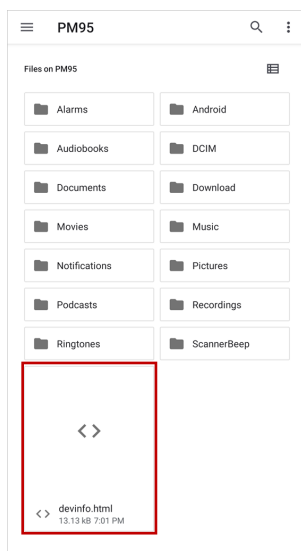 PM95
Files on PM95
Alarms
Android
Audiobooks
DCIM
Documents
Download
Movies
Music
Notifications
Pictures
Podcasts
Recordings
Ringtones
ScannerBeep
devinfo.html
13.13 kB 7:01 PM